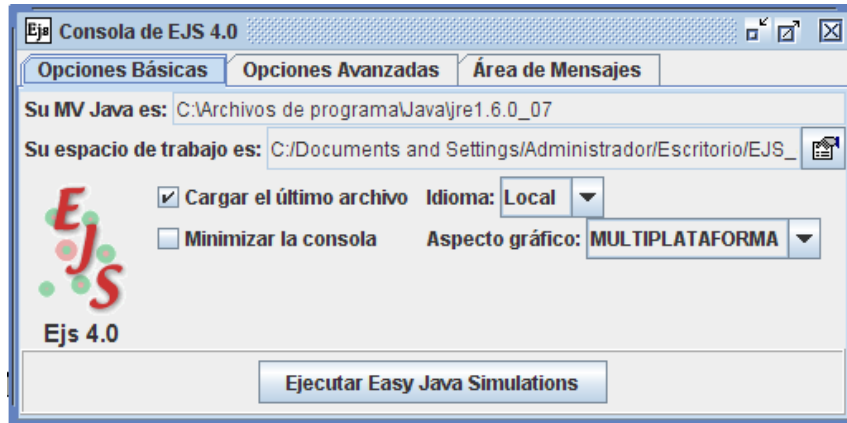 Ejs Consola de EJS 4.0
Opciones Básicas Opciones Avanzadas Área de Mensajes
Su MV Java es: C:\Archivos de programa\Java\jre1.6.0_07
Su espacio de trabajo es: C:/Documents and Settings/Administrador/Escritorio/EJS_
Cargar el último archivo Idioma: Local
Minimizar la consola Aspecto gráfico: MULTIPLATAFORMA
EJS
Ejs 4.0
Ejecutar Easy Java Simulations